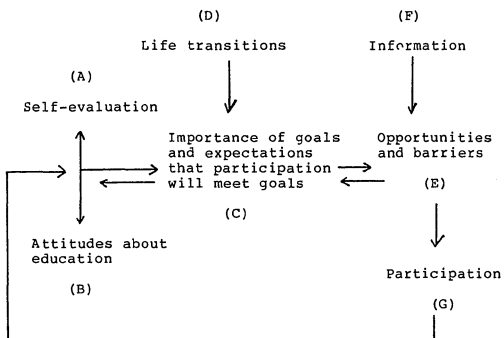 (D)
(F)
Life transitions
Information
(A)
Self-evaluation
Importance of goals
and expectations
that participation
will meet goals
(C)
Opportunities
and barriers
(E)
Attitudes about
education
(B)
Participation
(G)